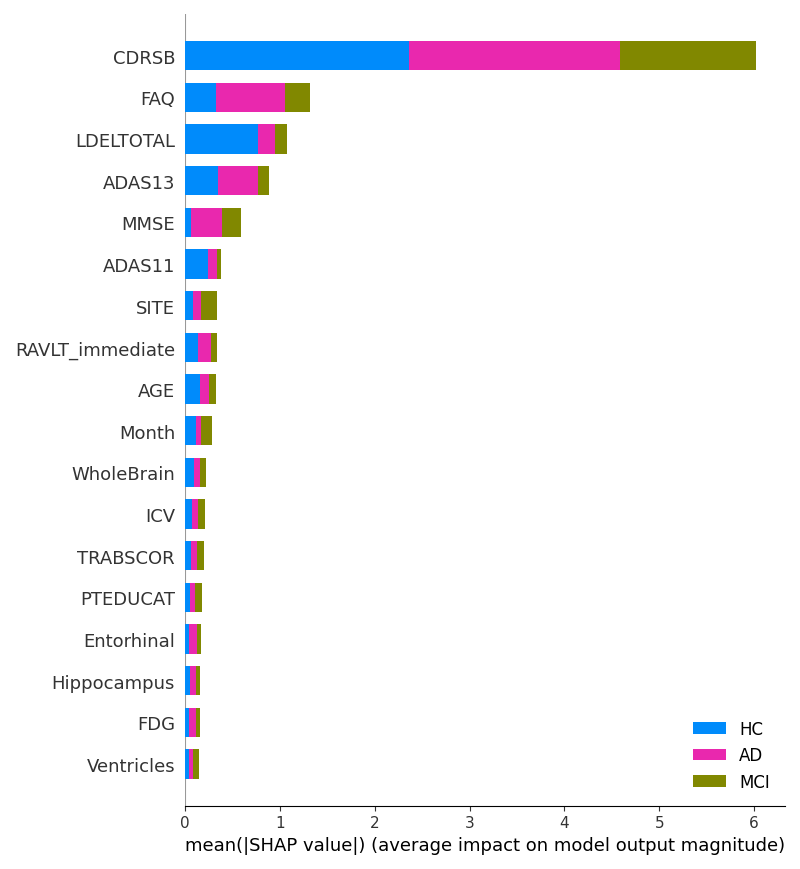 CDRSB
FAQ
LDELTOTAL
ADAS13
MMSE
ADAS11
SITE
RAVLT_immediate
AGE
Month
WholeBrain
ICV
TRABSCOR
PTEDUCAT
Entorhinal
Hippocampus
FDG
Ventricles
HC
AD
MCI
0 1 2 3 4 5 6
mean(|SHAP value|) (average impact on model output magnitude)